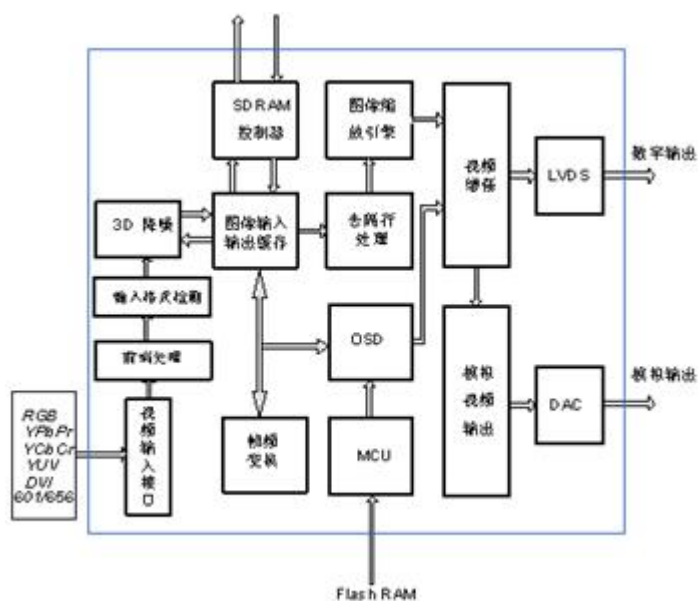 SDRAM
控制器
图像缩
放引擎
视频
增强
LVDS
数字输出
3D 降噪
图像输入
输出缓存
去隔行
处理
输入格式检测
前端处理
OSD
RGB
YPbPr
YCbCr
YUV
DVI
601/656
视
频
输
入
接
口
帧频
变换
MCU
模拟
视频
输出
DAC
模拟输出
Flash RAM